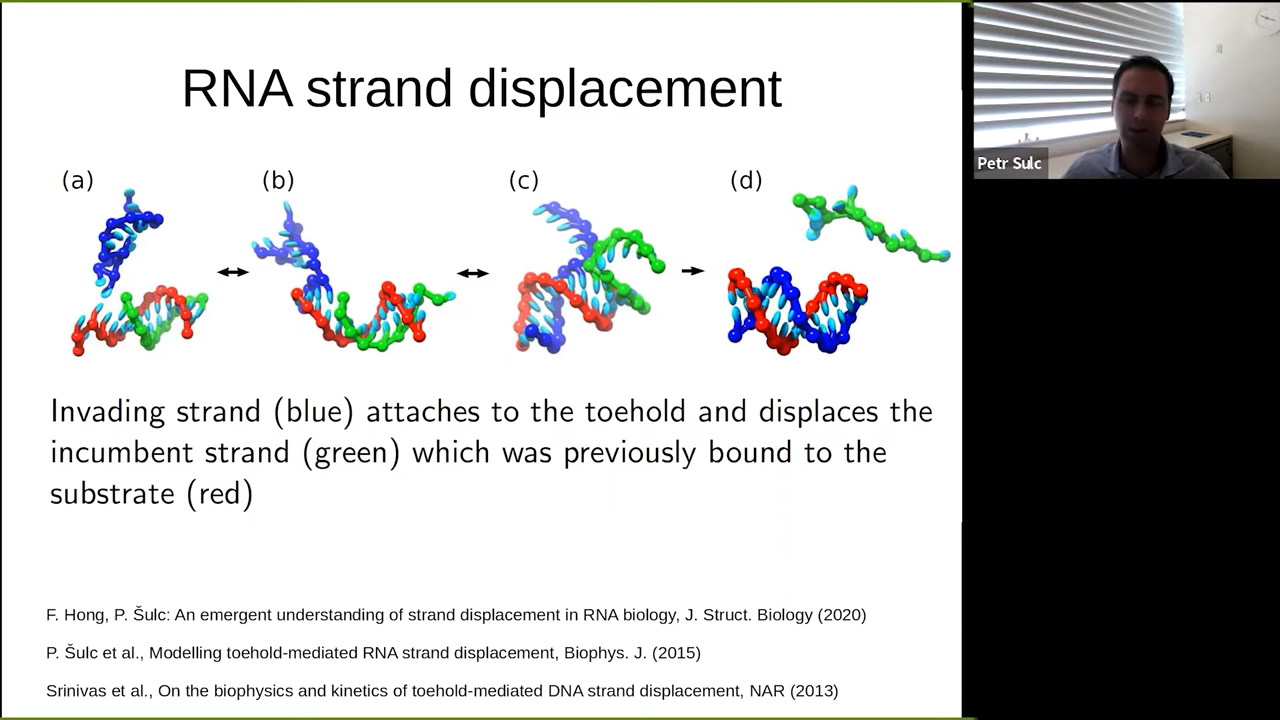 RNA strand displacement
(a) (b) (c) (d)
Petr Sulc
Invading strand (blue) attaches to the toehold and displaces the
incumbent strand (green) which was previously bound to the
substrate (red)
F. Hong, P. Šulc: An emergent understanding of strand displacement in RNA biology, J. Struct. Biology (2020)
P. Šulc et al., Modelling toehold-mediated RNA strand displacement, Biophys. J. (2015)
Srinivas et al., On the biophysics and kinetics of toehold-mediated DNA strand displacement, NAR (2013)